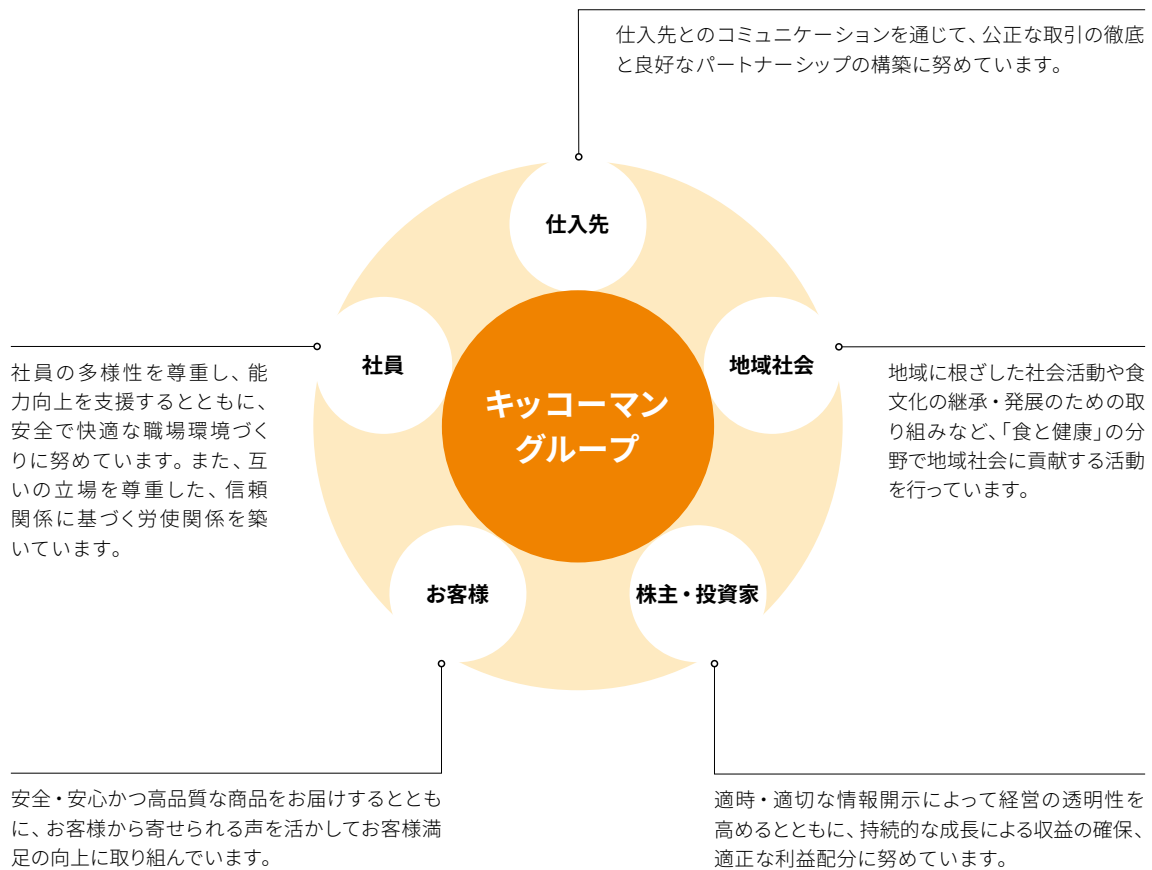 仕入先とのコミュニケーションを通じて、公正な取引の徹底
と良好なパートナーシップの構築に努めています。
仕入先
社員
地域社会
キッコーマン
グループ
お客様
株主・投資家
社員の多様性を尊重し、能
力向上を支援するとともに、
安全で快適な職場環境づく
りに努めています。また、互
いの立場を尊重した、信頼
関係に基づく労使関係を築
いています。
地域に根ざした社会活動や食
文化の継承・発展のための取
り組みなど、「食と健康」の分
野で地域社会に貢献する活動
を行っています。
安全・安心かつ高品質な商品をお届けするととも
に、お客様から寄せられる声を活かしてお客様満
足の向上に取り組んでいます。
適時・適切な情報開示によって経営の透明性を
高めるとともに、持続的な成長による収益の確保、
適正な利益配分に努めています。